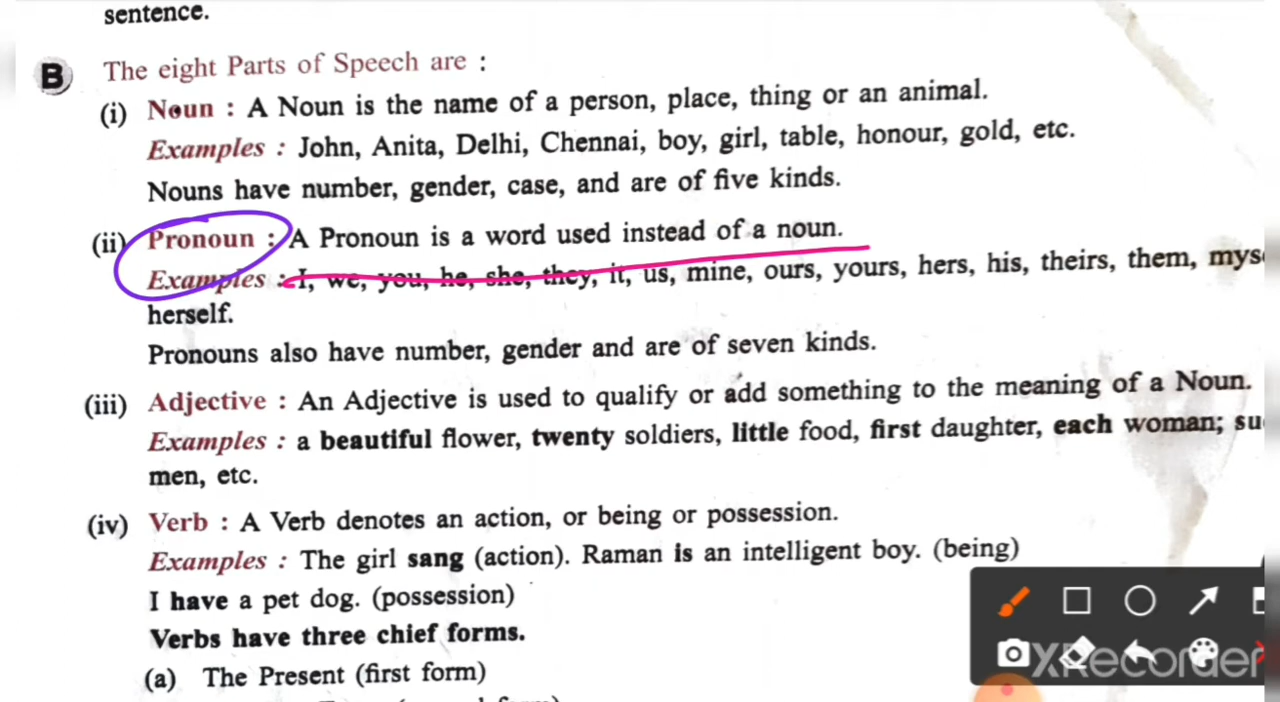 sentence.
B The eight Parts of Speech are :
(i) Noun : A Noun is the name of a person, place, thing or an animal.
Examples : John, Anita, Delhi, Chennai, boy, girl, table, honour, gold, etc.
Nouns have number, gender, case, and are of five kinds.
(ii) Pronoun : A Pronoun is a word used instead of a noun.
Examples : I, we, you, he, she, they, it, us, mine, ours, yours, hers, his, theirs, them,
herself.
Pronouns also have number, gender and are of seven kinds.
(iii) Adjective : An Adjective is used to qualify or add something to the meaning of a Noun.
Examples : a beautiful flower, twenty soldiers, little food, first daughter, each woman;
men, etc.
(iv) Verb : A Verb denotes an action, or being or possession.
Examples : The girl sang (action). Raman is an intelligent boy. (being)
I have a pet dog. (possession)
Verbs have three chief forms.
(a) The Present (first form)
XRecorder